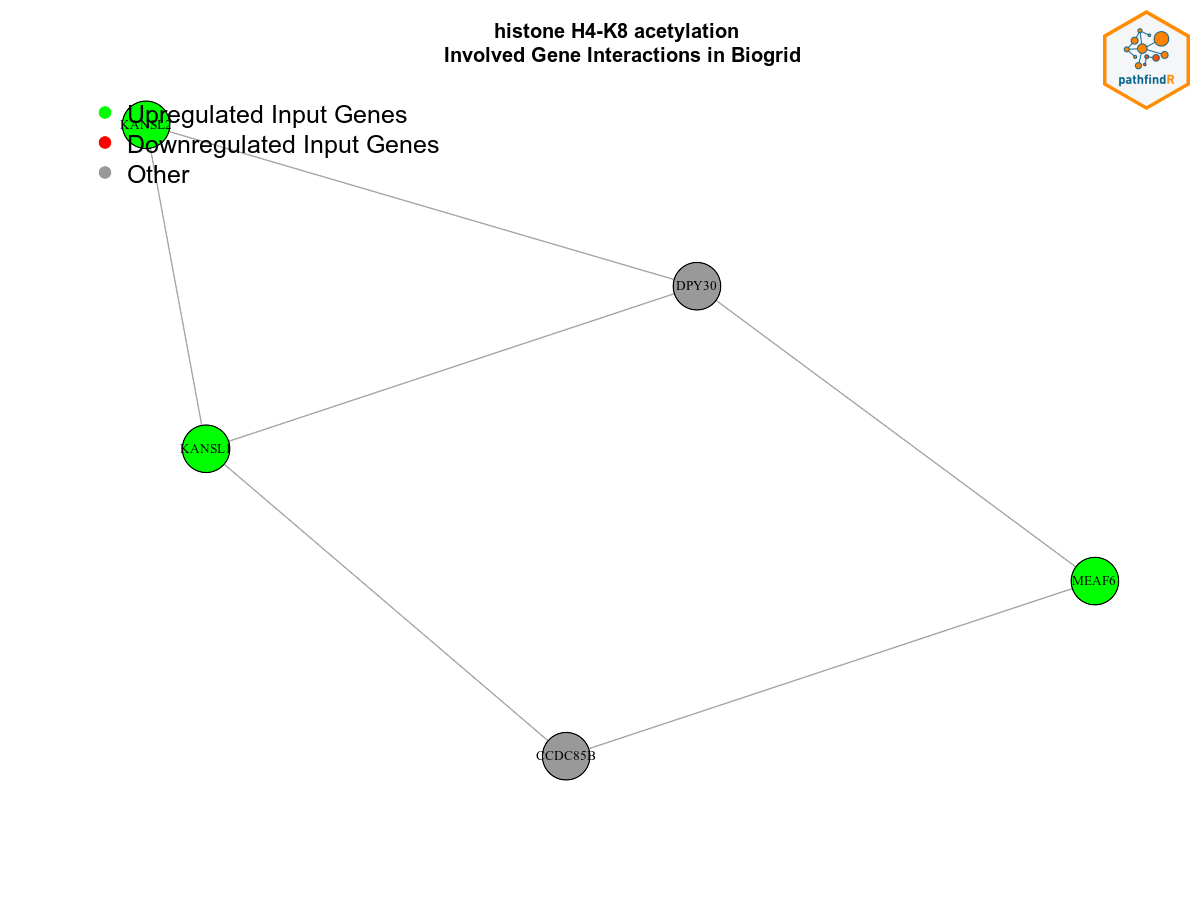 histone H4-K8 acetylation
Involved Gene Interactions in Biogrid
pathfindR
Upregulated Input Genes
KANSL2
Downregulated Input Genes
Other
DPY30
KANSL1
MEAF6
CCDC85B